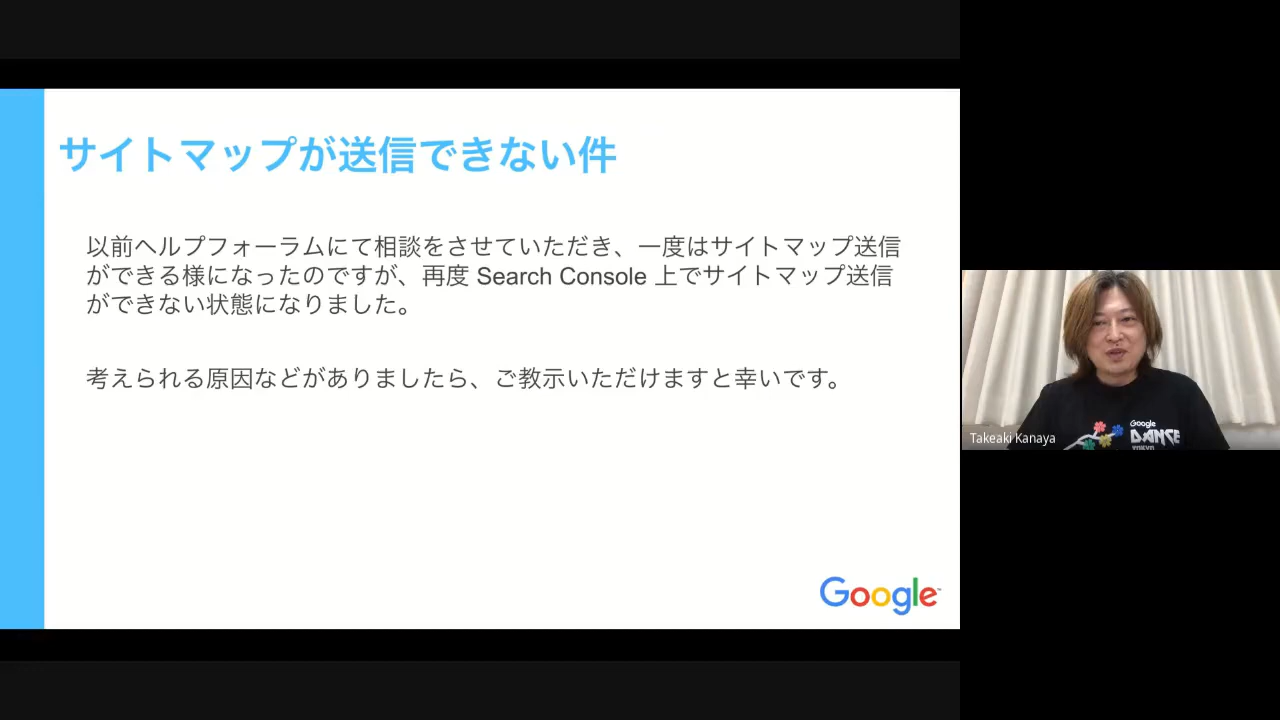 サイトマップが送信できない件
以前ヘルプフォーラムにて相談をさせていただき、一度はサイトマップ送信
ができる様になったのですが、再度 Search Console 上でサイトマップ送信
ができない状態になりました。
考えられる原因などがありましたら、ご教示いただけますと幸いです。
Google
Takeaki Kanaya
Google
DANCE
TOKYO